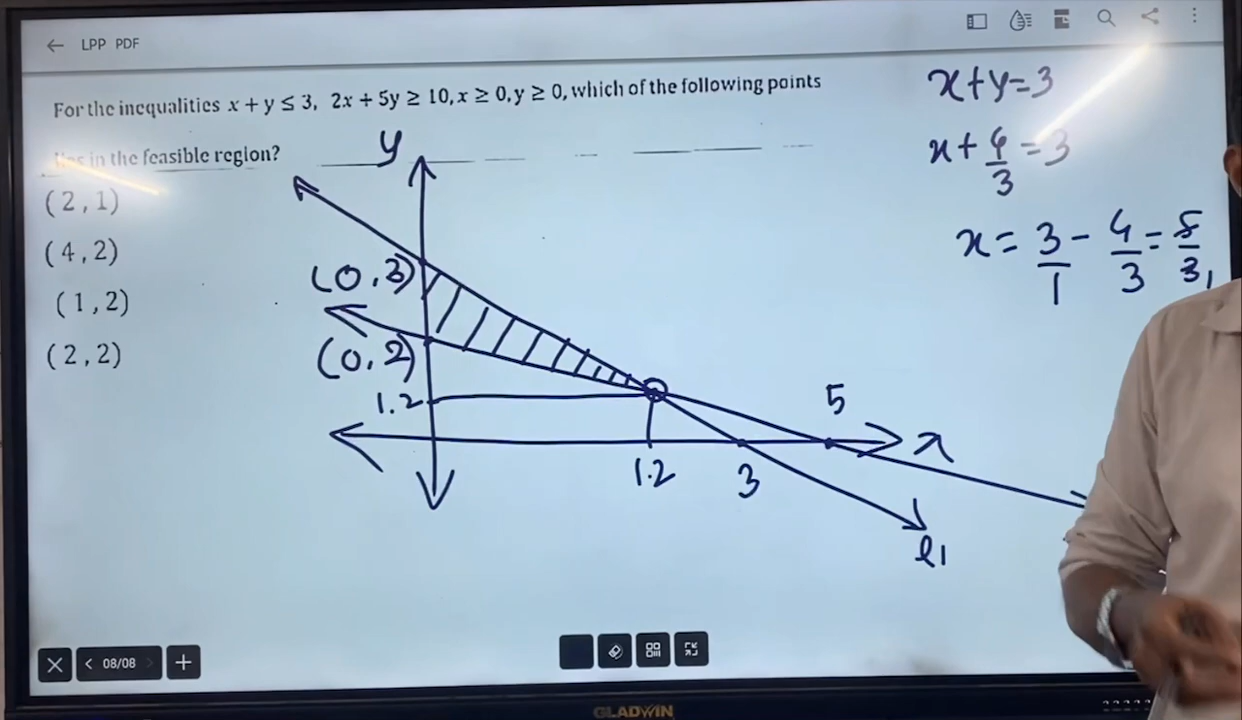 LPP PDF
For the inequalities x + y ≤ 3, 2x + 5y ≥ 10, x ≥ 0, y ≥ 0, which of the following points
lies in the feasible region?
(2,1)
(4,2)
(1,2)
(2,2)
y
(0,3)
(0,2)
1.2
5
x
1.2
3
l1
x+y=3
x+4/3=3
x=3/1-4/3=5/3,
08/08
GLADWIN